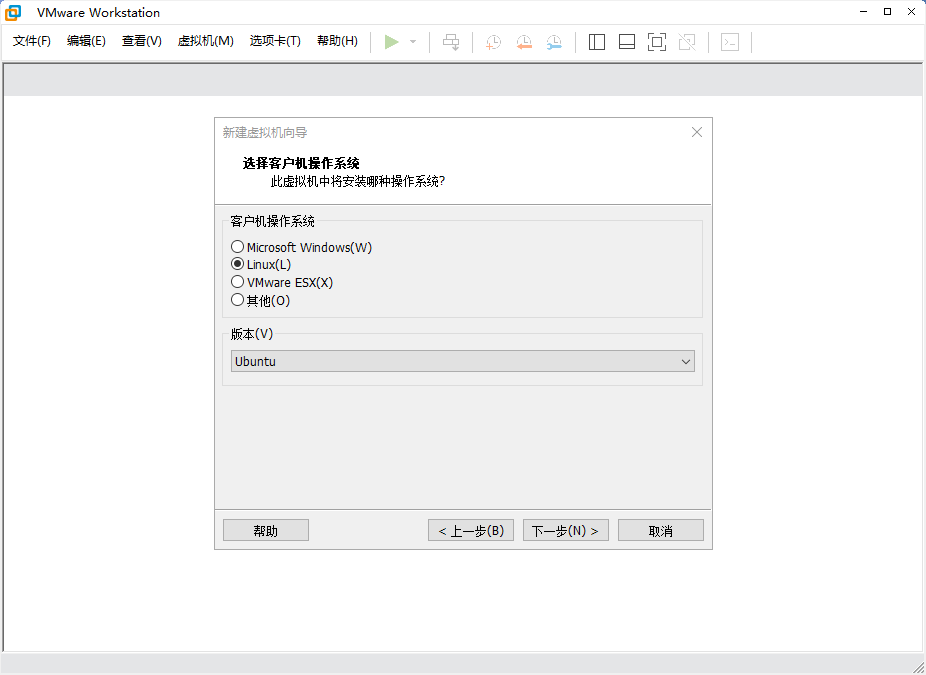 VMware Workstation
文件(F) 编辑(E) 查看(V) 虚拟机(M) 选项卡(T) 帮助(H)
新建虚拟机向导
选择客户机操作系统
此虚拟机中将安装哪种操作系统?
客户机操作系统
Microsoft Windows(W)
Linux(L)
VMware ESX(X)
其他(O)
版本(V)
Ubuntu
帮助 < 上一步(B) 下一步(N) > 取消